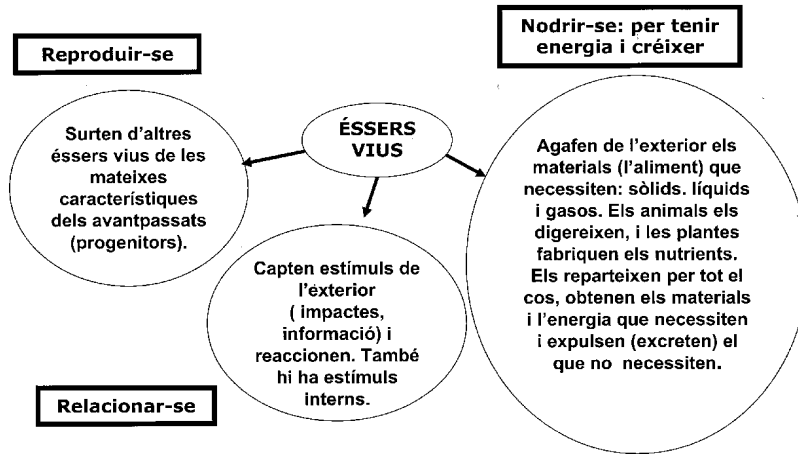 Reproduir-se
Nodrir-se: per tenir
energia i créixer
ÉSSERS
VIUS
Surten d'altres
éssers vius de les
mateixes
característiques
dels avantpassats
(progenitors).
Capten estímuls de
l'exterior
( impactes,
informació) i
reaccionen. També
hi ha estímuls
interns.
Agafen de l'exterior els
materials (l'aliment) que
necessiten: sòlids. líquids
i gasos. Els animals els
digereixen, i les plantes
fabriquen els nutrients.
Els reparteixen per tot el
cos, obtenen els materials
i l'energia que necessiten
i expulsen (excreten) el
que no necessiten.
Relacionar-se